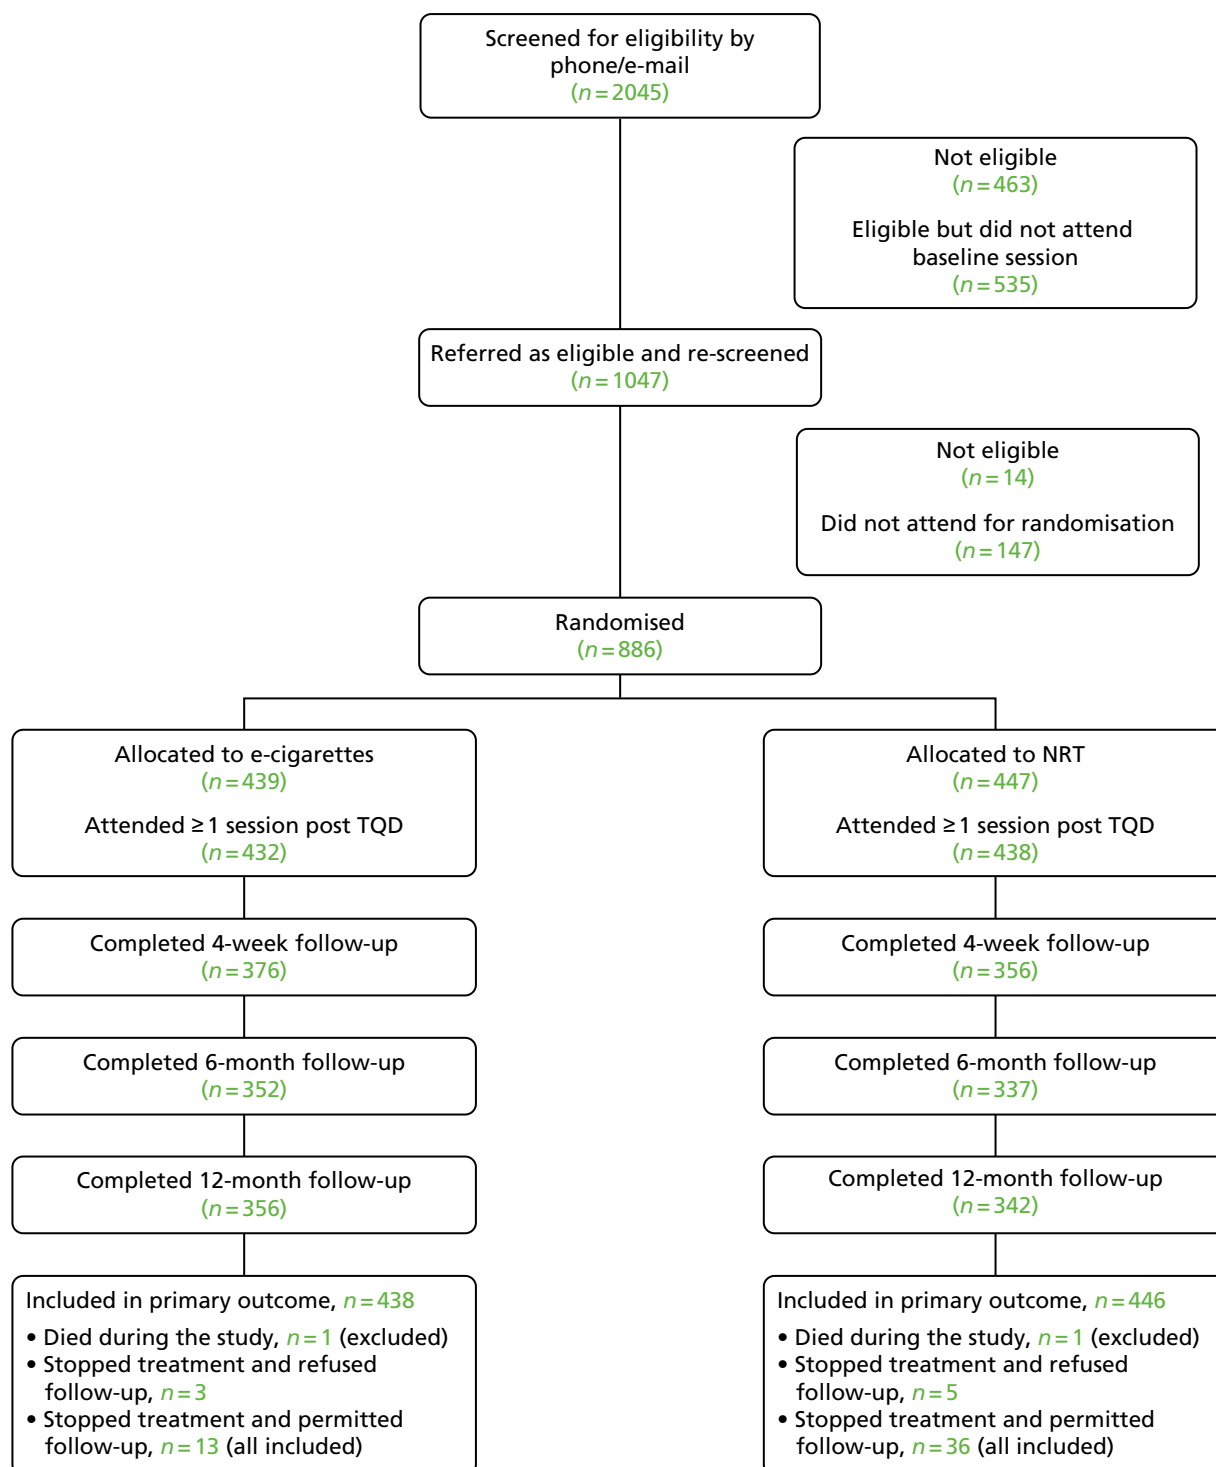 Screened for eligibility by
phone/e-mail
(n = 2045)
Not eligible
(n = 463)
Eligible but did not attend
baseline session
(n = 535)
Referred as eligible and re-screened
(n = 1047)
Not eligible
(n = 14)
Did not attend for randomisation
(n = 147)
Randomised
(n = 886)
Allocated to e-cigarettes
(n = 439)
Attended ≥ 1 session post TQD
(n = 432)
Completed 4-week follow-up
(n = 376)
Completed 6-month follow-up
(n = 352)
Completed 12-month follow-up
(n = 356)
Included in primary outcome, n = 438
• Died during the study, n = 1 (excluded)
• Stopped treatment and refused
follow-up, n = 3
• Stopped treatment and permitted
follow-up, n = 13 (all included)
Allocated to NRT
(n = 447)
Attended ≥ 1 session post TQD
(n = 438)
Completed 4-week follow-up
(n = 356)
Completed 6-month follow-up
(n = 337)
Completed 12-month follow-up
(n = 342)
Included in primary outcome, n = 446
• Died during the study, n = 1 (excluded)
• Stopped treatment and refused
follow-up, n = 5
• Stopped treatment and permitted
follow-up, n = 36 (all included)